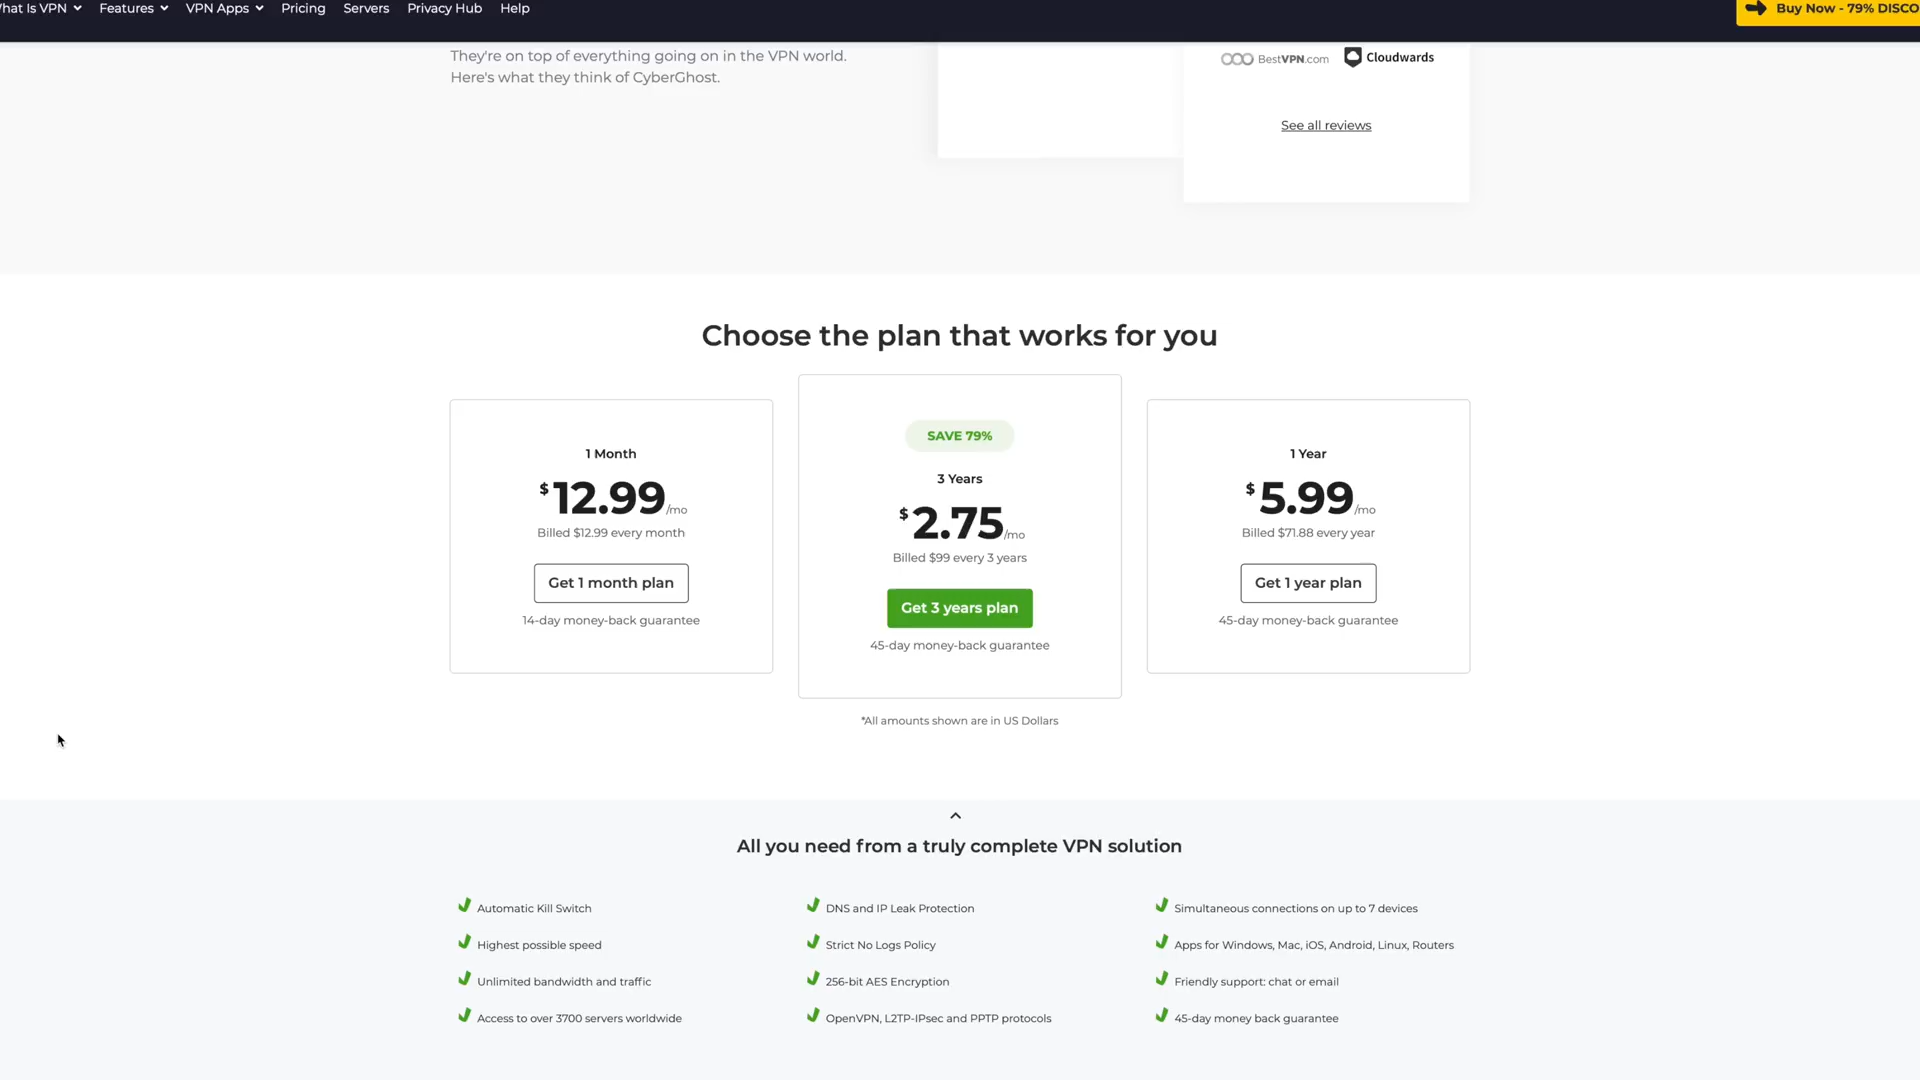 hat Is VPN
Features
VPN Apps
Pricing
Servers
Privacy Hub
Help
Buy Now - 79% DISCO
They're on top of everything going on in the VPN world.
Here's what they think of CyberGhost.
BestVPN.com
Cloudwards
See all reviews
Choose the plan that works for you
1 Month
$12.99/mo
Billed $12.99 every month
Get 1 month plan
14-day money-back guarantee
SAVE 79%
3 Years
$2.75/mo
Billed $99 every 3 years
Get 3 years plan
45-day money-back guarantee
1 Year
$5.99/mo
Billed $71.88 every year
Get 1 year plan
45-day money-back guarantee
*All amounts shown are in US Dollars
All you need from a truly complete VPN solution
Automatic Kill Switch
Highest possible speed
Unlimited bandwidth and traffic
Access to over 3700 servers worldwide
DNS and IP Leak Protection
Strict No Logs Policy
256-bit AES Encryption
OpenVPN, L2TP-IPsec and PPTP protocols
Simultaneous connections on up to 7 devices
Apps for Windows, Mac, iOS, Android, Linux, Routers
Friendly support: chat or email
45-day money back guarantee